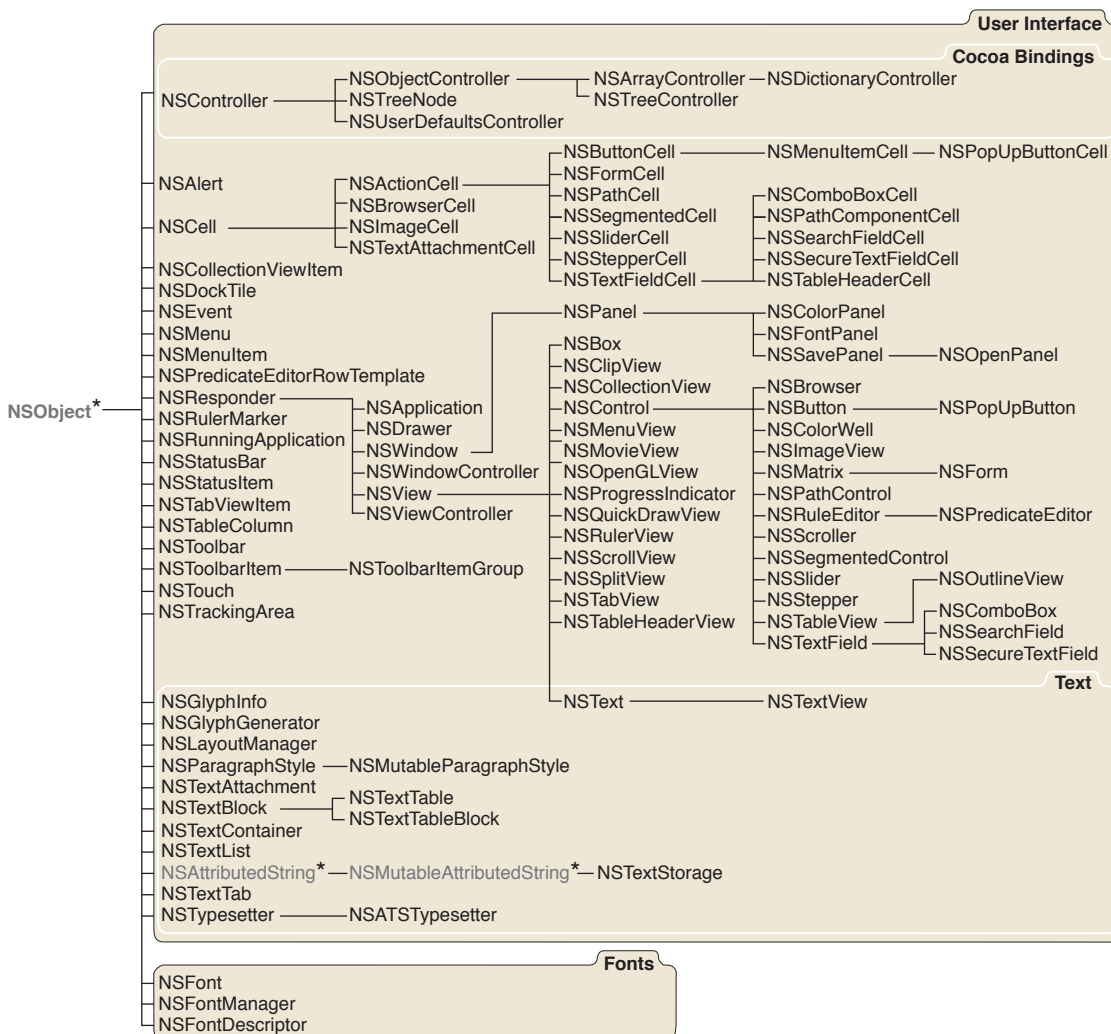 User Interface
Cocoa Bindings
NSObjectController NSArrayController NSDictionaryController
NSController NSTreeNode NSTreeController
NSUserDefaultsController
NSButtonCell NSMenuItemCell NSPopUpButtonCell
NSFormCell
NSAlert NSActionCell NSPathCell NSComboBoxCell
NSBrowserCell NSSegmentedCell NSPathComponentCell
NSCell NSImageCell NSSliderCell NSSearchFieldCell
NSTextAttachmentCell NSStepperCell NSSecureTextFieldCell
NSCollectionViewItem NSTextFieldCell NSTableHeaderCell
NSDockTile
NSEvent NSPanel NSColorPanel
NSMenu NSFontPanel
NSMenuItem NSBox NSSavePanel NSOpenPanel
NSClipView
NSPredicateEditorRowTemplate NSCollectionView NSBrowser
NSObject* NSResponder NSApplication NSControl NSButton NSPopUpButton
NSRulerMarker NSDrawer NSMenuView NSColorWell
NSRunningApplication NSWindow NSMovieView NSImageView
NSStatusBar NSWindowController NSOpenGLView NSMatrix NSForm
NSStatusItem NSView NSProgressIndicator NSPathControl
NSTabViewItem NSViewController NSQuickDrawView NSRuleEditor NSPredicateEditor
NSTableColumn NSRulerView NSScroller
NSToolbar NSScrollView NSSegmentedControl
NSToolbarItem NSToolbarItemGroup NSSplitView NSSlider NSOutlineView
NSTouch NSTabView NSStepper
NSTrackingArea NSTableHeaderView NSTableView NSComboBox
NSTextField NSSearchField
NSSecureTextField
Text
NSGlyphInfo NSText NSTextView
NSGlyphGenerator
NSLayoutManager
NSParagraphStyle NSMutableParagraphStyle
NSTextAttachment
NSTextBlock NSTextTable
NSTextTableBlock
NSTextContainer
NSTextList
NSAttributedString* NSMutableAttributedString* NSTextStorage
NSTextTab
NSTypesetter NSATSTypesetter
Fonts
NSFont
NSFontManager
NSFontDescriptor